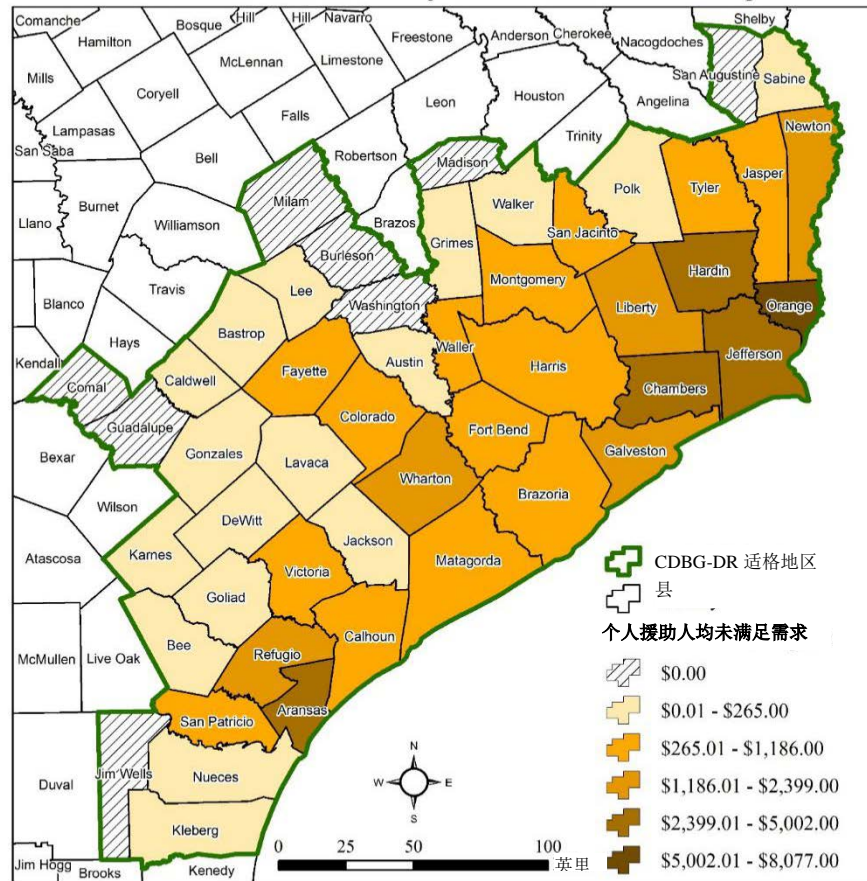 Comanche
Hamilton
Bosque
Hill
Hill
Navarro
Freestone
Anderson
Cherokee
Nacogdoches
Shelby
San Augustine
Sabine
Mills
Coryell
McLennan
Limestone
Leon
Houston
Angelina
Newton
Lampasas
Falls
Trinity
San Saba
Bell
Robertson
Madison
Jasper
Burnet
Milam
Walker
Polk
Tyler
Llano
Williamson
Brazos
Grimes
San Jacinto
Burleson
Hardin
Travis
Lee
Washington
Montgomery
Liberty
Orange
Blanco
Bastrop
Hays
Austin
Waller
Harris
Jefferson
Kendall
Caldwell
Fayette
Comal
Colorado
Chambers
Guadalupe
Fort Bend
Gonzales
Lavaca
Galveston
Bexar
Wharton
Wilson
Brazoria
DeWitt
Jackson
Atascosa
Karnes
Victoria
Matagorda
Goliad
Bee
Calhoun
McMullen
Live Oak
Refugio
Aransas
San Patricio
Duval
Jim Wells
Nueces
Kleberg
Jim Hogg
Brooks
Kenedy
CDBG-DR 适格地区
县
个人援助人均未满足需求
$0.00
$0.01 - $265.00
$265.01 - $1,186.00
$1,186.01 - $2,399.00
$2,399.01 - $5,002.00
$5,002.01 - $8,077.00
N
W
E
S
0 25 50 100 英里